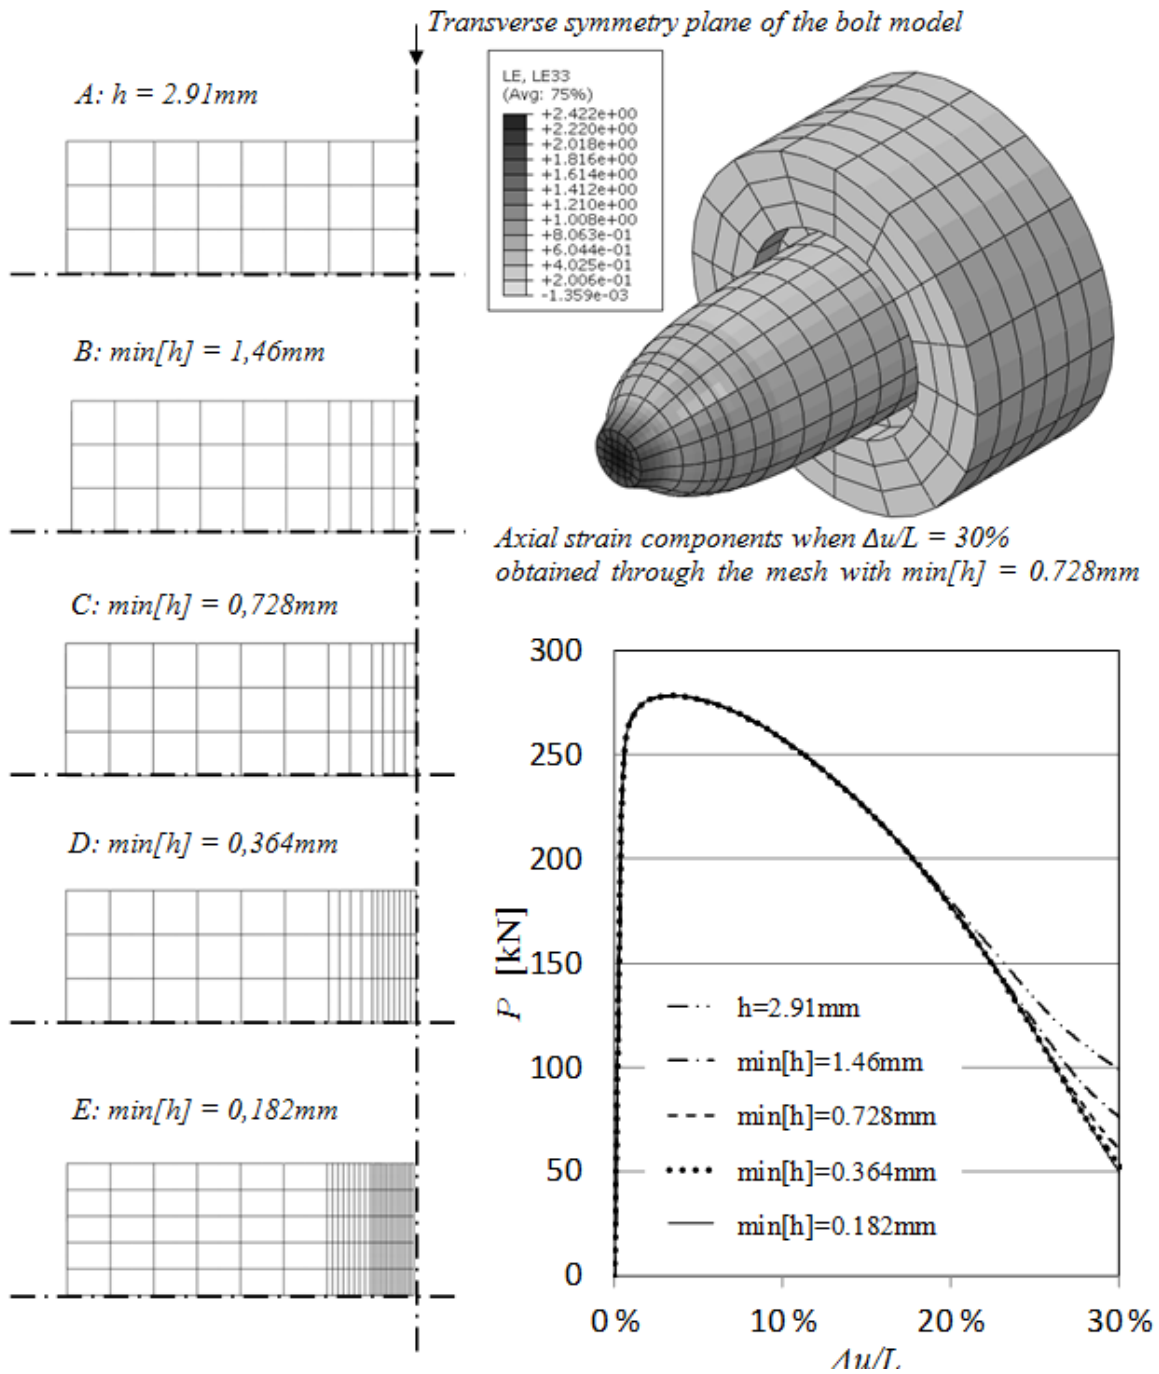 Transverse symmetry plane of the bolt model
A: h = 2.91mm
B: min[h] = 1,46mm
C: min[h] = 0,728mm
D: min[h] = 0,364mm
E: min[h] = 0,182mm
LE, LE33
(Avg: 75%)
+2.422e+00
+2.220e+00
+2.018e+00
+1.816e+00
+1.614e+00
+1.412e+00
+1.210e+00
+1.008e+00
+8.063e-01
+6.044e-01
+4.025e-01
+2.006e-01
-1.359e-03
Axial strain components when Δu/L = 30%
obtained through the mesh with min[h] = 0.728mm
300
250
200
150
100
50
0
P [kN]
h=2.91mm
min[h]=1.46mm
min[h]=0.728mm
min[h]=0.364mm
min[h]=0.182mm
0% 10% 20% 30%
Δu/L